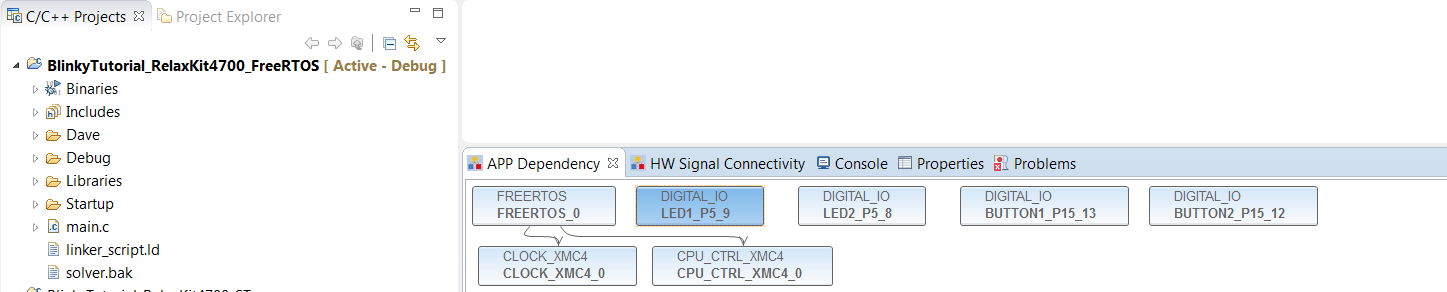 C/C++ Projects
Project Explorer
BlinkyTutorial_RelaxKit4700_FreeRTOS [ Active - Debug ]
Binaries
Includes
Dave
Debug
Libraries
Startup
main.c
linker_script.ld
solver.bak
APP Dependency
HW Signal Connectivity
Console
Properties
Problems
FREERTOS
FREERTOS_0
DIGITAL_IO
LED1_P5_9
DIGITAL_IO
LED2_P5_8
DIGITAL_IO
BUTTON1_P15_13
DIGITAL_IO
BUTTON2_P15_12
CLOCK_XMC4
CLOCK_XMC4_0
CPU_CTRL_XMC4
CPU_CTRL_XMC4_0